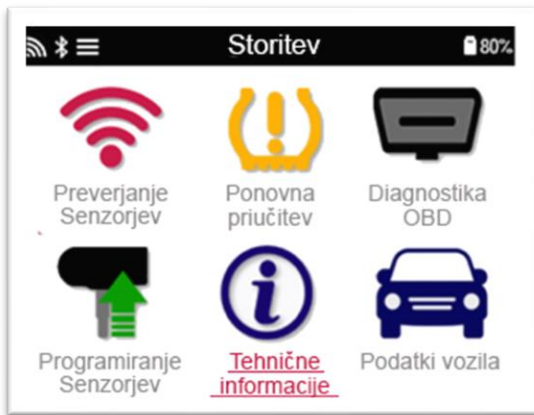 Storitev
80%
Preverjanje
Senzorjev
Ponovna
priučitev
Diagnostika
OBD
Programiranje
Senzorjev
Tehnične
informacije
Podatki vozila